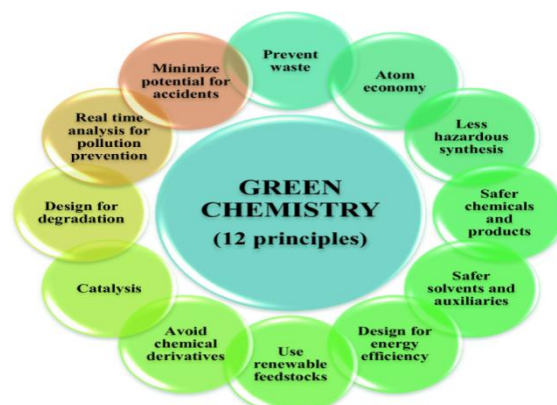 GREEN
CHEMISTRY
(12 principles)
Prevent
waste
Atom
economy
Less
hazardous
synthesis
Safer
chemicals
and
products
Safer
solvents and
auxiliaries
Design for
energy
efficiency
Use
renewable
feedstocks
Avoid
chemical
derivatives
Catalysis
Design for
degradation
Real time
analysis for
pollution
prevention
Minimize
potential for
accidents